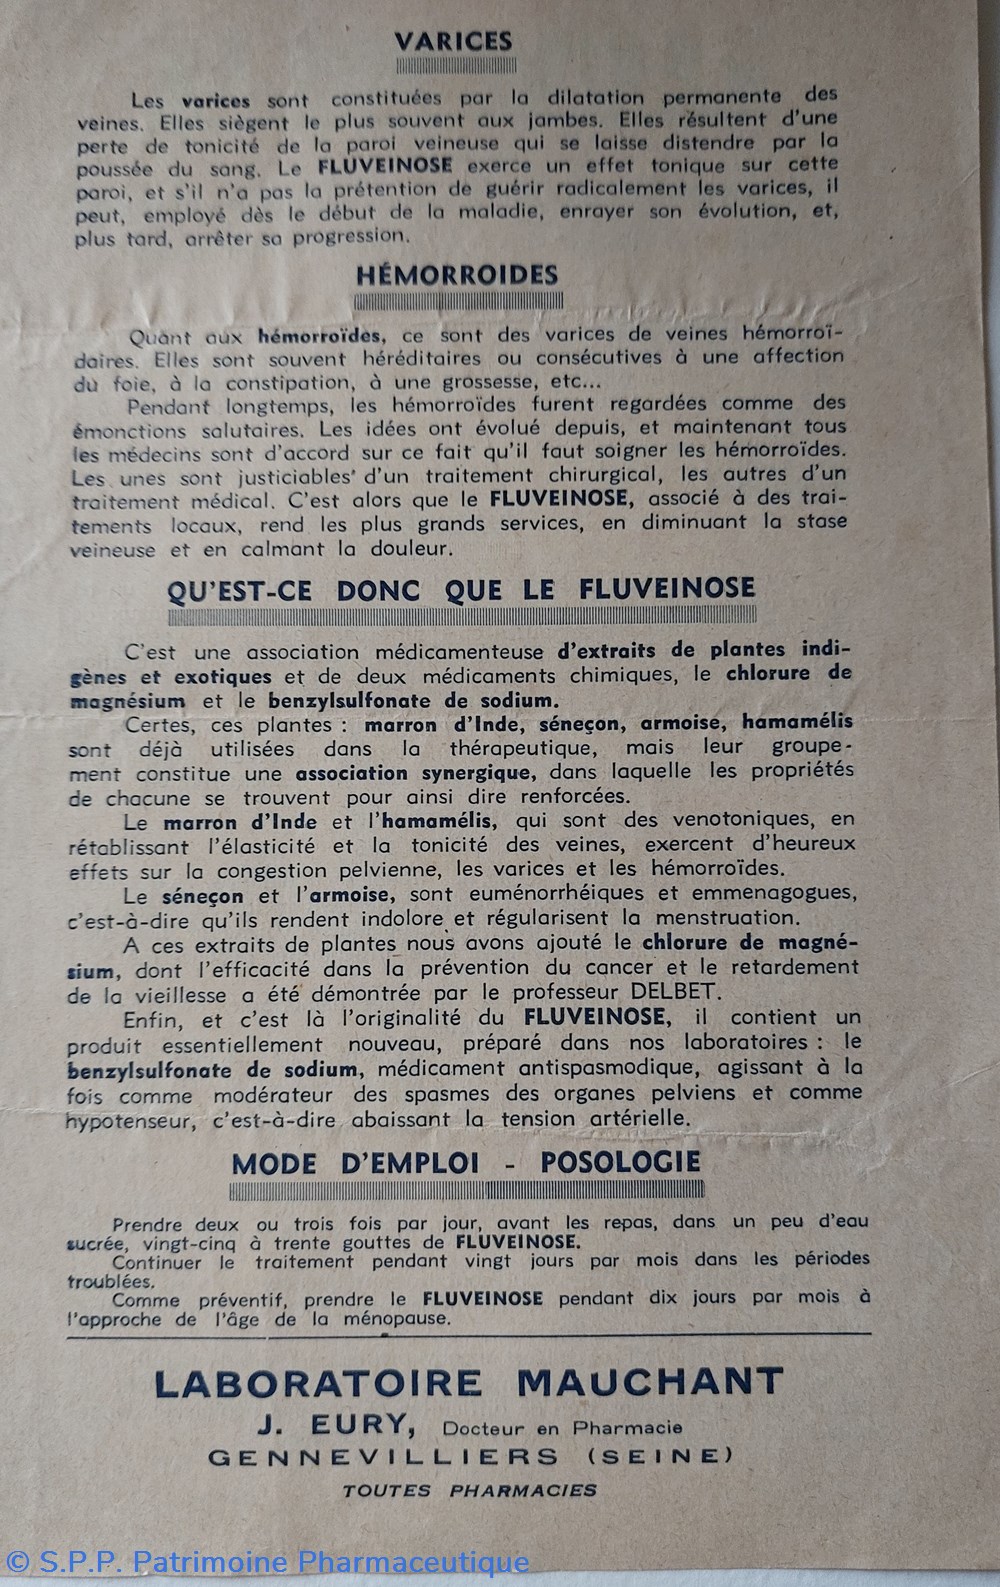 VARICES
Les varices sont constituées par la dilatation permanente des
veines. Elles siègent le plus souvent aux jambes. Elles résultent d'une
perte de tonicité de la paroi veineuse qui se laisse distendre par la
poussée du sang. Le FLUVEINOSE exerce un effet tonique sur cette
paroi, et s'il n'a pas la prétention de guérir radicalement les varices, il
peut, employé dès le début de la maladie, enrayer son évolution, et,
plus tard, arrêter sa progression.
HÉMORROIDES
Quant aux hémorroïdes, ce sont des varices de veines hémorroï-
daires. Elles sont souvent héréditaires ou consécutives à une affection
du foie, à la constipation, à une grossesse, etc...
Pendant longtemps, les hémorroïdes furent regardées comme des
émonctions salutaires. Les idées ont évolué depuis, et maintenant tous
les médecins sont d'accord sur ce fait qu'il faut soigner les hémorroïdes.
Les unes sont justiciables d'un traitement chirurgical, les autres d'un
traitement médical. C'est alors que le FLUVEINOSE, associé à des trai-
tements locaux, rend les plus grands services, en diminuant la stase
veineuse et en calmant la douleur.
QU'EST-CE DONC QUE LE FLUVEINOSE
C'est une association médicamenteuse d'extraits de plantes indi-
gènes et exotiques et de deux médicaments chimiques, le chlorure de
magnésium et le benzylsulfonate de sodium.
Certes, ces plantes : marron d'Inde, séneçon, armoise, hamamélis
sont déjà utilisées dans la thérapeutique, mais leur groupe-
ment constitue une association synergique, dans laquelle les propriétés
de chacune se trouvent pour ainsi dire renforcées.
Le marron d'Inde et l'hamamélis, qui sont des venotoniques, en
rétablissant l'élasticité et la tonicité des veines, exercent d'heureux
effets sur la congestion pelvienne, les varices et les hémorroïdes.
Le séneçon et l'armoise, sont euménorrhéiques et emmenagogues,
c'est-à-dire qu'ils rendent indolore et régularisent la menstruation.
A ces extraits de plantes nous avons ajouté le chlorure de magné-
sium, dont l'efficacité dans la prévention du cancer et le retardement
de la vieillesse a été démontrée par le professeur DELBET.
Enfin, et c'est là l'originalité du FLUVEINOSE, il contient un
produit essentiellement nouveau, préparé dans nos laboratoires : le
benzylsulfonate de sodium, médicament antispasmodique, agissant à la
fois comme modérateur des spasmes des organes pelviens et comme
hypotenseur, c'est-à-dire abaissant la tension artérielle.
MODE D'EMPLOI - POSOLOGIE
Prendre deux ou trois fois par jour, avant les repas, dans un peu d'eau
sucrée, vingt-cinq à trente gouttes de FLUVEINOSE.
Continuer le traitement pendant vingt jours par mois dans les périodes
troublées.
Comme préventif, prendre le FLUVEINOSE pendant dix jours par mois à
l'approche de l'âge de la ménopause.
LABORATOIRE MAUCHANT
J. EURY, Docteur en Pharmacie
GENNEVILLIERS (SEINE)
TOUTES PHARMACIES
© S.P.P. Patrimoine Pharmaceutique